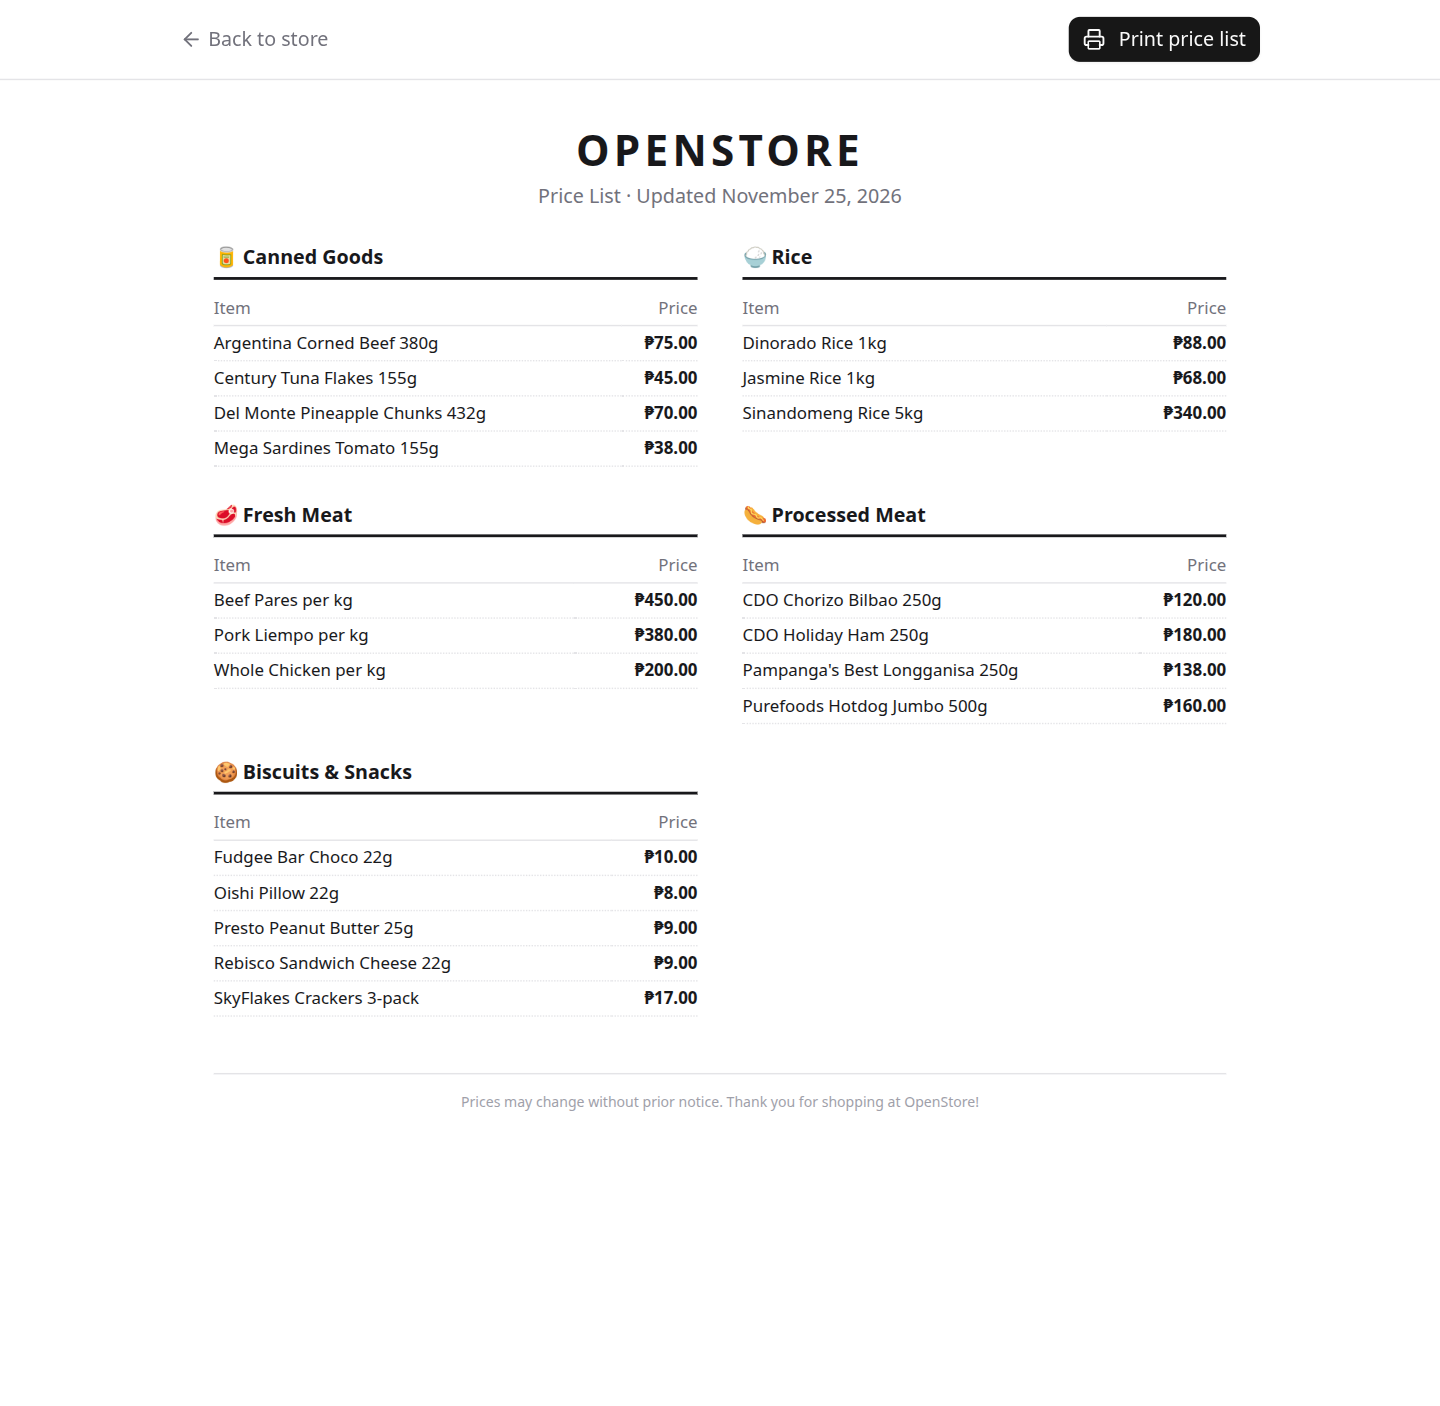 Back to store
Print price list
OPENSTORE
Price List · Updated November 25, 2026
Canned Goods
Item Price
Argentina Corned Beef 380g ₱75.00
Century Tuna Flakes 155g ₱45.00
Del Monte Pineapple Chunks 432g ₱70.00
Mega Sardines Tomato 155g ₱38.00
Rice
Item Price
Dinorado Rice 1kg ₱88.00
Jasmine Rice 1kg ₱68.00
Sinandomeng Rice 5kg ₱340.00
Fresh Meat
Item Price
Beef Pares per kg ₱450.00
Pork Liempo per kg ₱380.00
Whole Chicken per kg ₱200.00
Processed Meat
Item Price
CDO Chorizo Bilbao 250g ₱120.00
CDO Holiday Ham 250g ₱180.00
Pampanga's Best Longganisa 250g ₱138.00
Purefoods Hotdog Jumbo 500g ₱160.00
Biscuits & Snacks
Item Price
Fudgee Bar Choco 22g ₱10.00
Oishi Pillow 22g ₱8.00
Presto Peanut Butter 25g ₱9.00
Rebisco Sandwich Cheese 22g ₱9.00
SkyFlakes Crackers 3-pack ₱17.00
Prices may change without prior notice. Thank you for shopping at OpenStore!